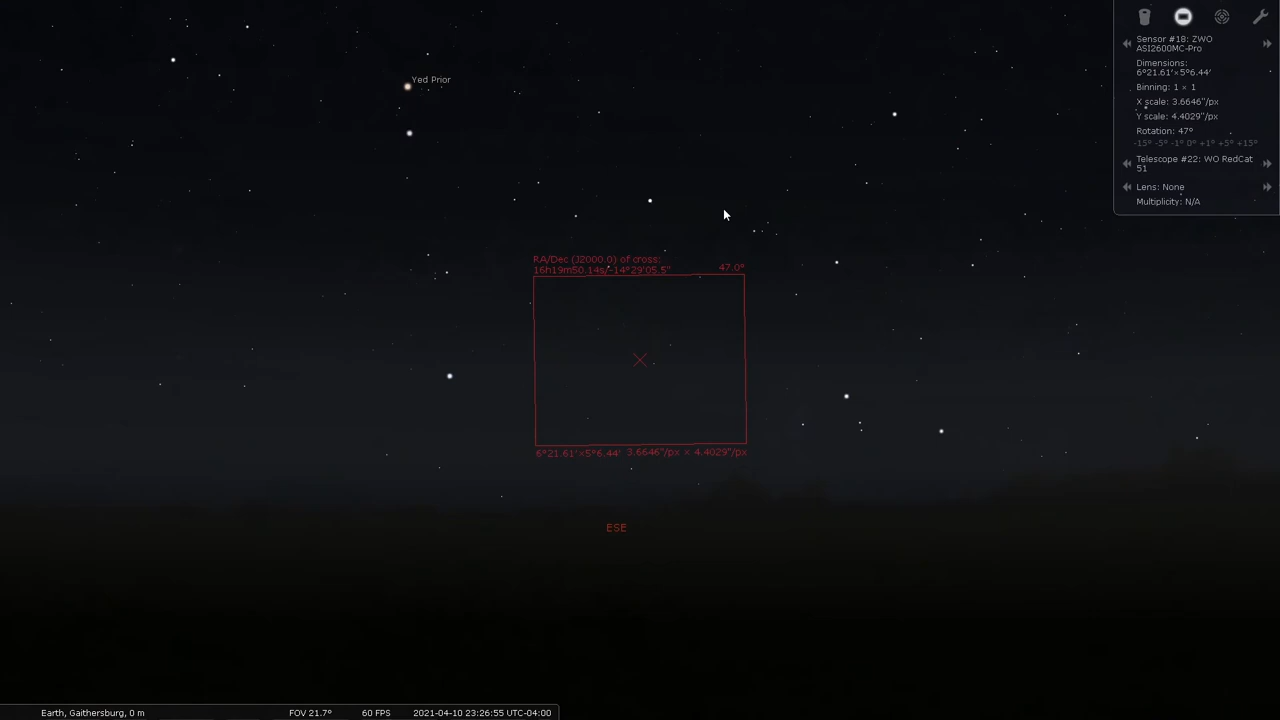 Sensor #18: ZWO
ASI2600MC-Pro
Dimensions:
6°21.61'×5°6.44'
Binning: 1 × 1
X scale: 3.6646"/px
Y scale: 4.4029"/px
Rotation: 47°
-15° -5° -1° 0° +1° +5° +15°
Telescope #22: WO RedCat
51
Lens: None
Multiplicity: N/A
Yed Prior
RA/Dec (J2000.0) of cross:
16h19m50.14s/-14°29'05.5"
47.0°
6°21.61'×5°6.44' 3.6646"/px × 4.4029"/px
ESE
Earth, Gaithersburg, 0 m
FOV 21.7°
60 FPS
2021-04-10 23:26:55 UTC-04:00